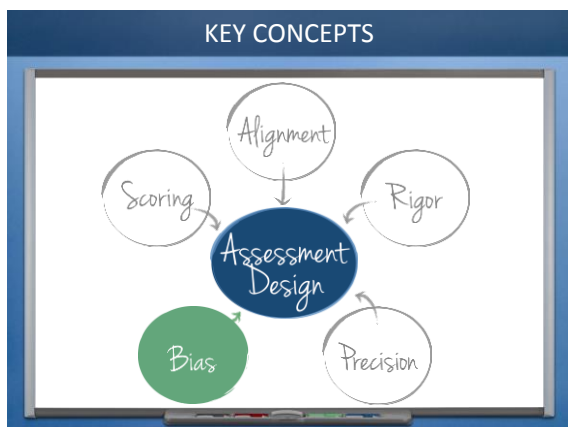 KEY CONCEPTS
Alignment
Scoring
Rigor
Assessment
Design
Bias
Precision